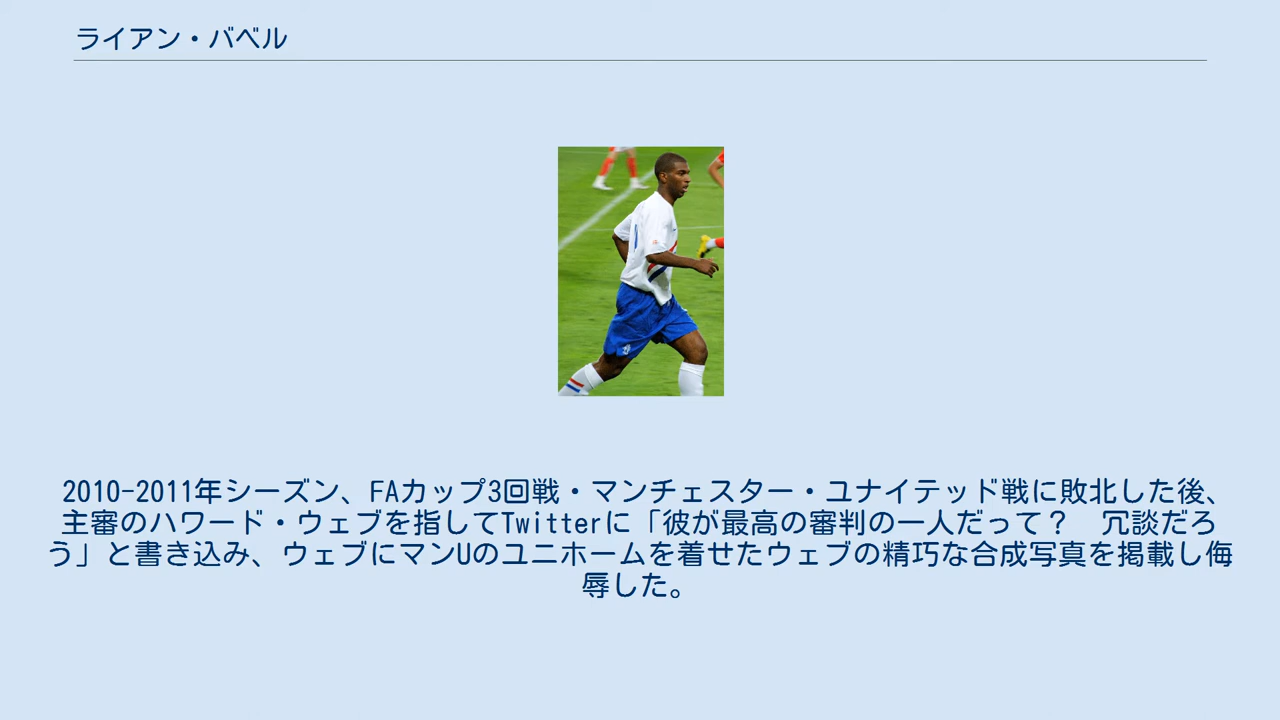 ライアン・バベル
2010-2011年シーズン、FAカップ3回戦・マンチェスター・ユナイテッド戦に敗北した後、
主審のハワード・ウェブを指してTwitterに「彼が最高の審判の一人だって？　冗談だろ
う」と書き込み、ウェブにマンUのユニホームを着せたウェブの精巧な合成写真を掲載し侮
辱した。